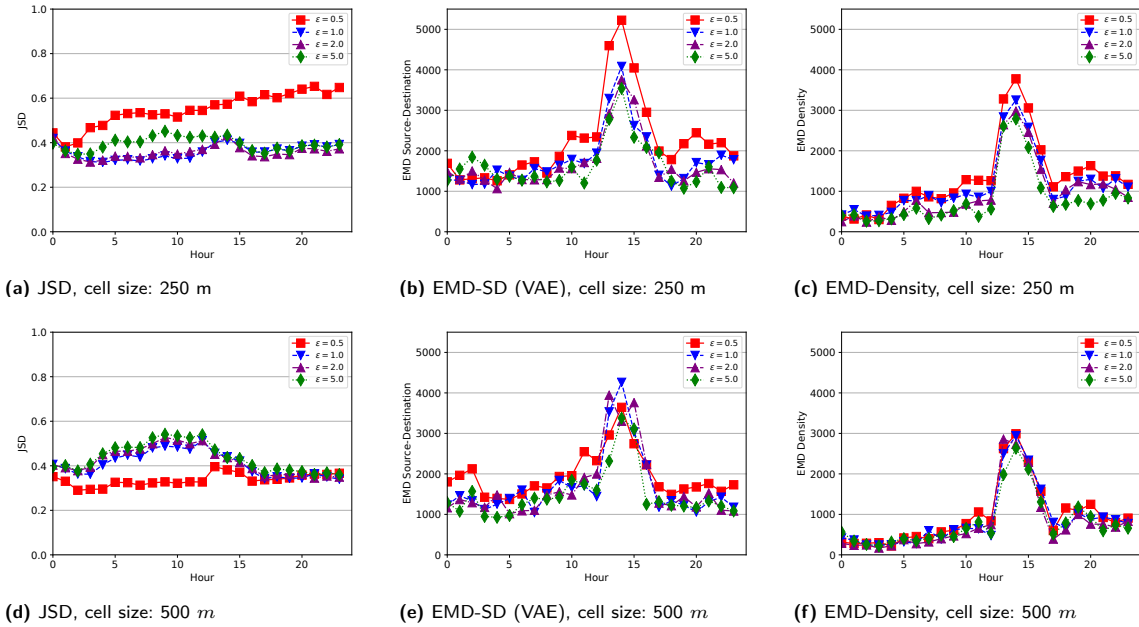 1.0
0.8
0.6
0.4
0.2
0.0
JSD
0 5 10 15 20
Hour
ε = 0.5
ε = 1.0
ε = 2.0
ε = 5.0
(a) JSD, cell size: 250 m
5000
4000
3000
2000
1000
0
EMD Source-Destination
0 5 10 15 20
Hour
ε = 0.5
ε = 1.0
ε = 2.0
ε = 5.0
(b) EMD-SD (VAE), cell size: 250 m
5000
4000
3000
2000
1000
0
EMD Density
0 5 10 15 20
Hour
ε = 0.5
ε = 1.0
ε = 2.0
ε = 5.0
(c) EMD-Density, cell size: 250 m
1.0
0.8
0.6
0.4
0.2
0.0
JSD
0 5 10 15 20
Hour
ε = 0.5
ε = 1.0
ε = 2.0
ε = 5.0
(d) JSD, cell size: 500 m
5000
4000
3000
2000
1000
0
EMD Source-Destination
0 5 10 15 20
Hour
ε = 0.5
ε = 1.0
ε = 2.0
ε = 5.0
(e) EMD-SD (VAE), cell size: 500 m
5000
4000
3000
2000
1000
0
EMD Density
0 5 10 15 20
Hour
ε = 0.5
ε = 1.0
ε = 2.0
ε = 5.0
(f) EMD-Density, cell size: 500 m